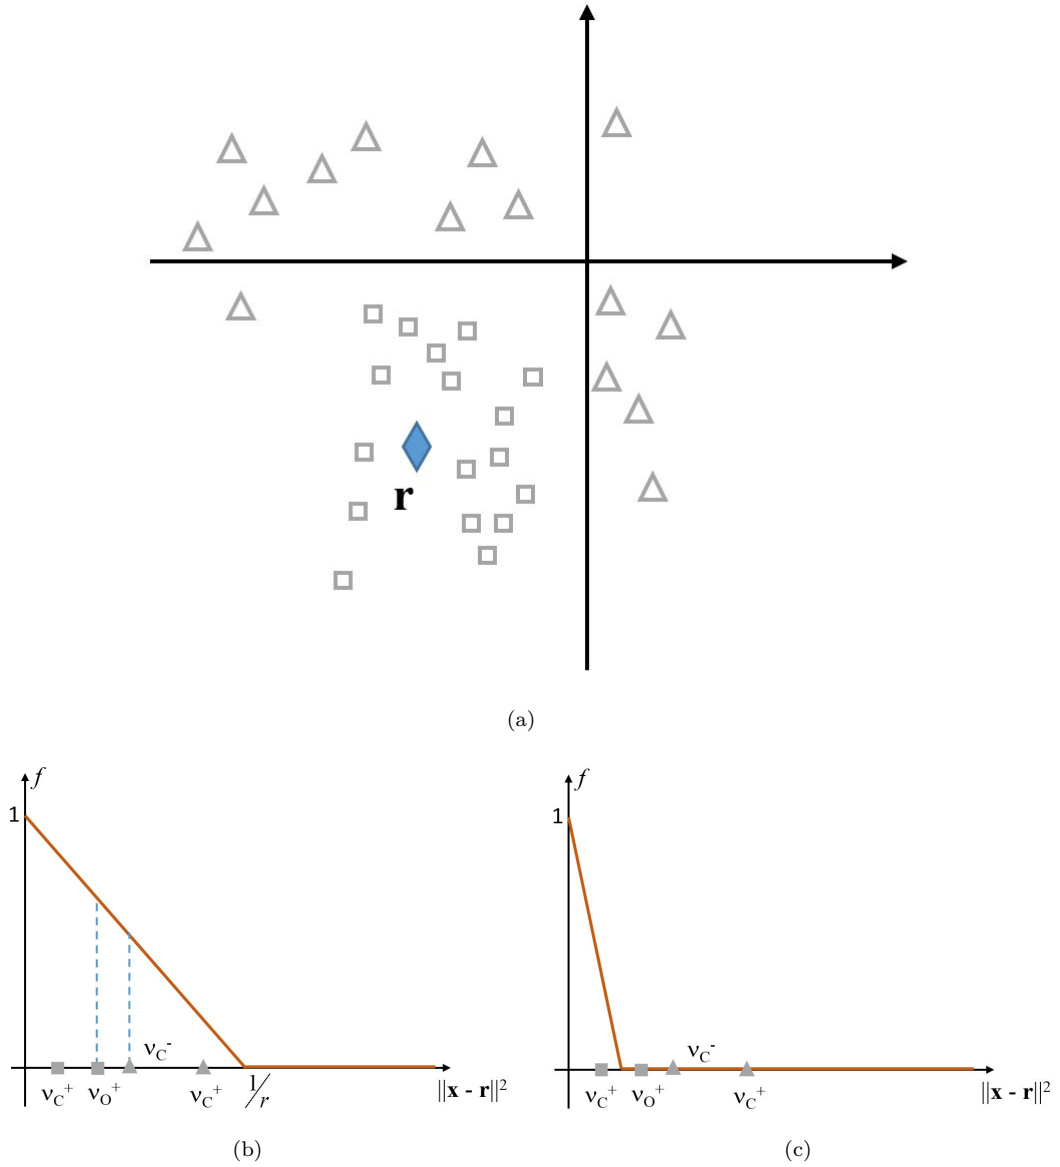 r
(a)
f
f
1
1
ν_C^-
ν_C^-
ν_C^+ ν_O^+ ν_C^+ 1/r ||x - r||²
ν_C^+ ν_O^+ ν_C^+ ||x - r||²
(b)
(c)